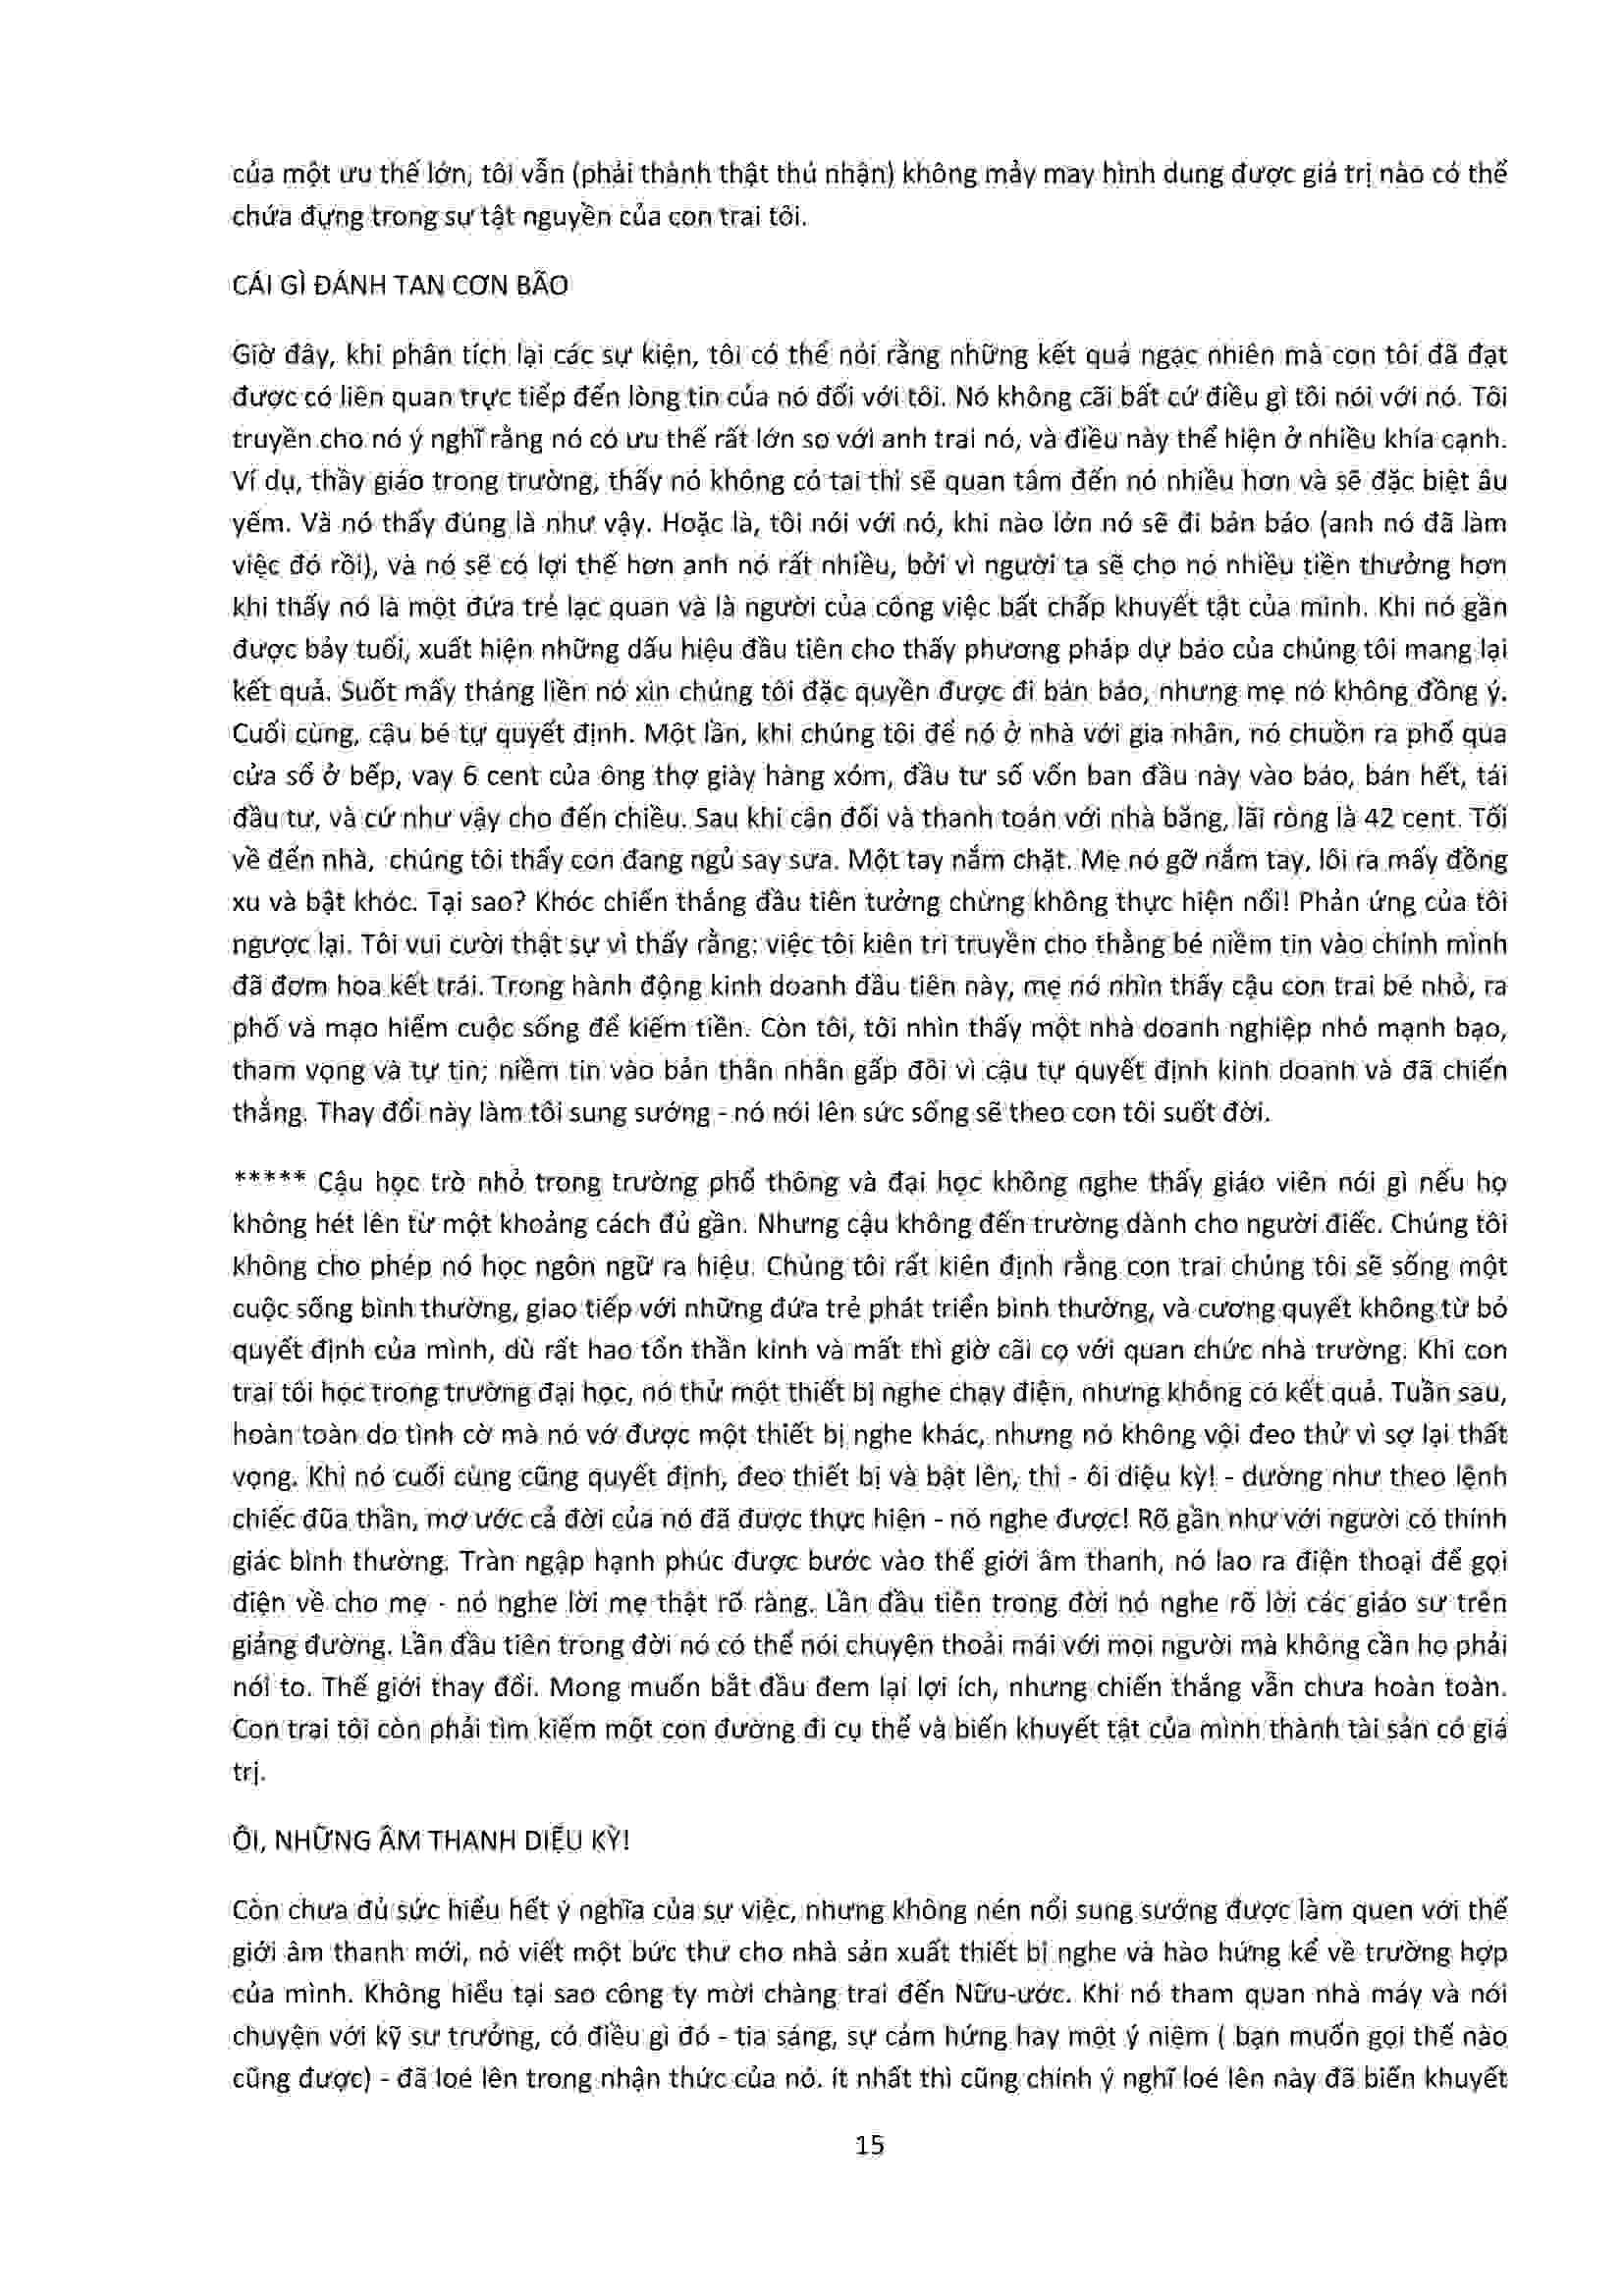 của một ưu thế lớn, tôi vẫn (phải thành thật thú nhận) không mảy may hình dung được giá trị nào có thể
chứa đựng trong sự tật nguyền của con trai tôi.
CÁI GÌ ĐÁNH TAN CƠN BÃO
Giờ đây, khi phân tích lại các sự kiện, tôi có thể nói rằng những kết quả ngạc nhiên mà con tôi đã đạt
được có liên quan trực tiếp đến lòng tin của nó đối với tôi. Nó không cãi bất cứ điều gì tôi nói với nó. Tôi
truyền cho nó ý nghĩ rằng nó có ưu thế rất lớn so với anh trai nó, và điều này thể hiện ở nhiều khía cạnh.
Ví dụ, thầy giáo trong trường, thấy nó không có tai thì sẽ quan tâm đến nó nhiều hơn và sẽ đặc biệt âu
yếm. Và nó thấy đúng là như vậy. Hoặc là, tôi nói với nó, khi nào lớn nó sẽ đi bán báo (anh nó đã làm
việc đó rồi), và nó sẽ có lợi thế hơn anh nó rất nhiều, bởi vì người ta sẽ cho nó nhiều tiền thưởng hơn
khi thấy nó là một đứa trẻ lạc quan và là người của công việc bất chấp khuyết tật của mình. Khi nó gần
được bảy tuổi, xuất hiện những dấu hiệu đầu tiên cho thấy phương pháp dự báo của chúng tôi mang lại
kết quả. Suốt mấy tháng liền nó xin chúng tôi đặc quyền được đi bán báo, nhưng mẹ nó không đồng ý.
Cuối cùng, cậu bé tự quyết định. Một lần, khi chúng tôi để nó ở nhà với gia nhân, nó chuồn ra phố qua
cửa sổ ở bếp, vay 6 cent của ông thợ giày hàng xóm, đầu tư số vốn ban đầu này vào báo, bán hết, tái
đầu tư, và cứ như vậy cho đến chiều. Sau khi cân đối và thanh toán với nhà băng, lãi ròng là 42 cent. Tối
về đến nhà,  chúng tôi thấy con đang ngủ say sưa. Một tay nắm chặt. Mẹ nó gỡ nắm tay, lôi ra mấy đồng
xu và bật khóc. Tại sao? Khóc chiến thắng đầu tiên tưởng chừng không thực hiện nổi! Phản ứng của tôi
ngược lại. Tôi vui cười thật sự vì thấy rằng: việc tôi kiên trì truyền cho thằng bé niềm tin vào chính mình
đã đơm hoa kết trái. Trong hành động kinh doanh đầu tiên này, mẹ nó nhìn thấy cậu con trai bé nhỏ, ra
phố và mạo hiểm cuộc sống để kiếm tiền. Còn tôi, tôi nhìn thấy một nhà doanh nghiệp nhỏ mạnh bạo,
tham vọng và tự tin; niềm tin vào bản thân nhân gấp đôi vì cậu tự quyết định kinh doanh và đã chiến
thắng. Thay đổi này làm tôi sung sướng - nó nói lên sức sống sẽ theo con tôi suốt đời.
***** Cậu học trò nhỏ trong trường phổ thông và đại học không nghe thấy giáo viên nói gì nếu họ
không hét lên từ một khoảng cách đủ gần. Nhưng cậu không đến trường dành cho người điếc. Chúng tôi
không cho phép nó học ngôn ngữ ra hiệu. Chúng tôi rất kiên định rằng con trai chúng tôi sẽ sống một
cuộc sống bình thường, giao tiếp với những đứa trẻ phát triển bình thường, và cương quyết không từ bỏ
quyết định của mình, dù rất hao tổn thần kinh và mất thì giờ cãi cọ với quan chức nhà trường. Khi con
trai tôi học trong trường đại học, nó thử một thiết bị nghe chạy điện, nhưng không có kết quả. Tuần sau,
hoàn toàn do tình cờ mà nó vớ được một thiết bị nghe khác, nhưng nó không vội đeo thử vì sợ lại thất
vọng. Khi nó cuối cùng cũng quyết định, đeo thiết bị và bật lên, thì - ôi diệu kỳ! - dường như theo lệnh
chiếc đũa thần, mơ ước cả đời của nó đã được thực hiện - nó nghe được! Rõ gần như với người có thính
giác bình thường. Tràn ngập hạnh phúc được bước vào thế giới âm thanh, nó lao ra điện thoại để gọi
điện về cho mẹ - nó nghe lời mẹ thật rõ ràng. Lần đầu tiên trong đời nó nghe rõ lời các giáo sư trên
giảng đường. Lần đầu tiên trong đời nó có thể nói chuyện thoải mái với mọi người mà không cần họ phải
nói to. Thế giới thay đổi. Mong muốn bắt đầu đem lại lợi ích, nhưng chiến thắng vẫn chưa hoàn toàn.
Con trai tôi còn phải tìm kiếm một con đường đi cụ thể và biến khuyết tật của mình thành tài sản có giá
trị.
ÔI, NHỮNG ÂM THANH DIỆU KỲ!
Còn chưa đủ sức hiểu hết ý nghĩa của sự việc, nhưng không nén nổi sung sướng được làm quen với thế
giới âm thanh mới, nó viết một bức thư cho nhà sản xuất thiết bị nghe và hào hứng kể về trường hợp
của mình. Không hiểu tại sao công ty mời chàng trai đến Nữu-ước. Khi nó tham quan nhà máy và nói
chuyện với kỹ sư trưởng, có điều gì đó - tia sáng, sự cảm hứng hay một ý niệm ( bạn muốn gọi thế nào
cũng được) - đã loé lên trong nhận thức của nó. ít nhất thì cũng chính ý nghĩ loé lên này đã biến khuyết
15